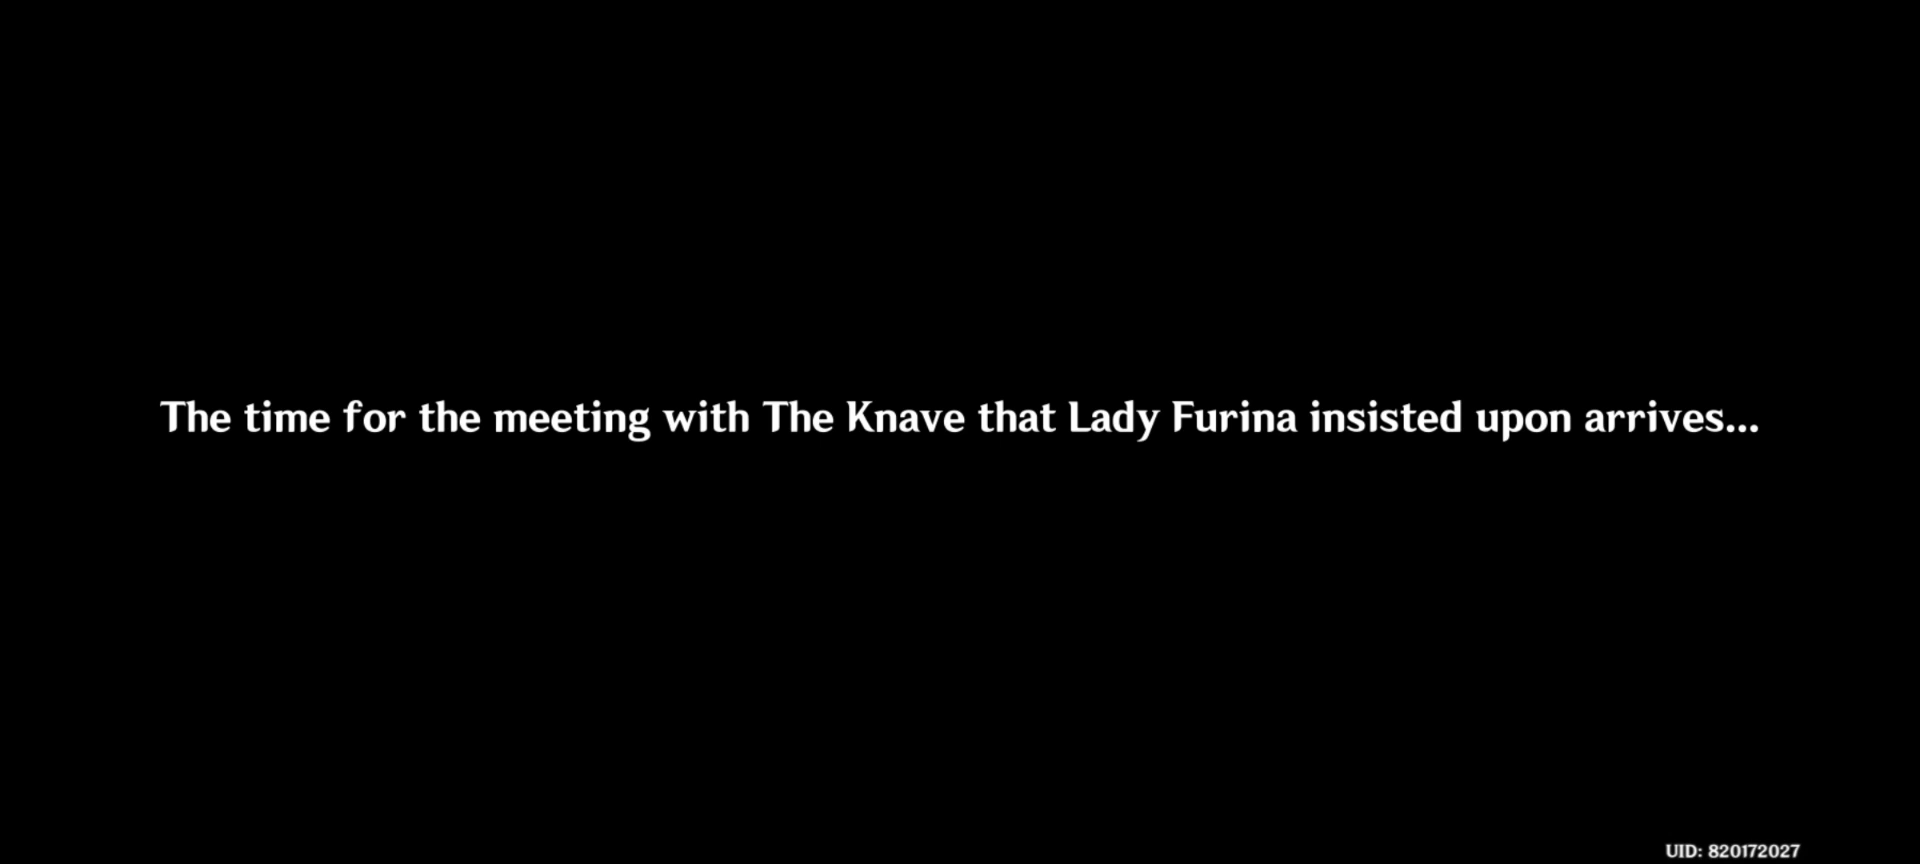 The time for the meeting with The Knave that Lady Furina insisted upon arrives...
UID: 820172027